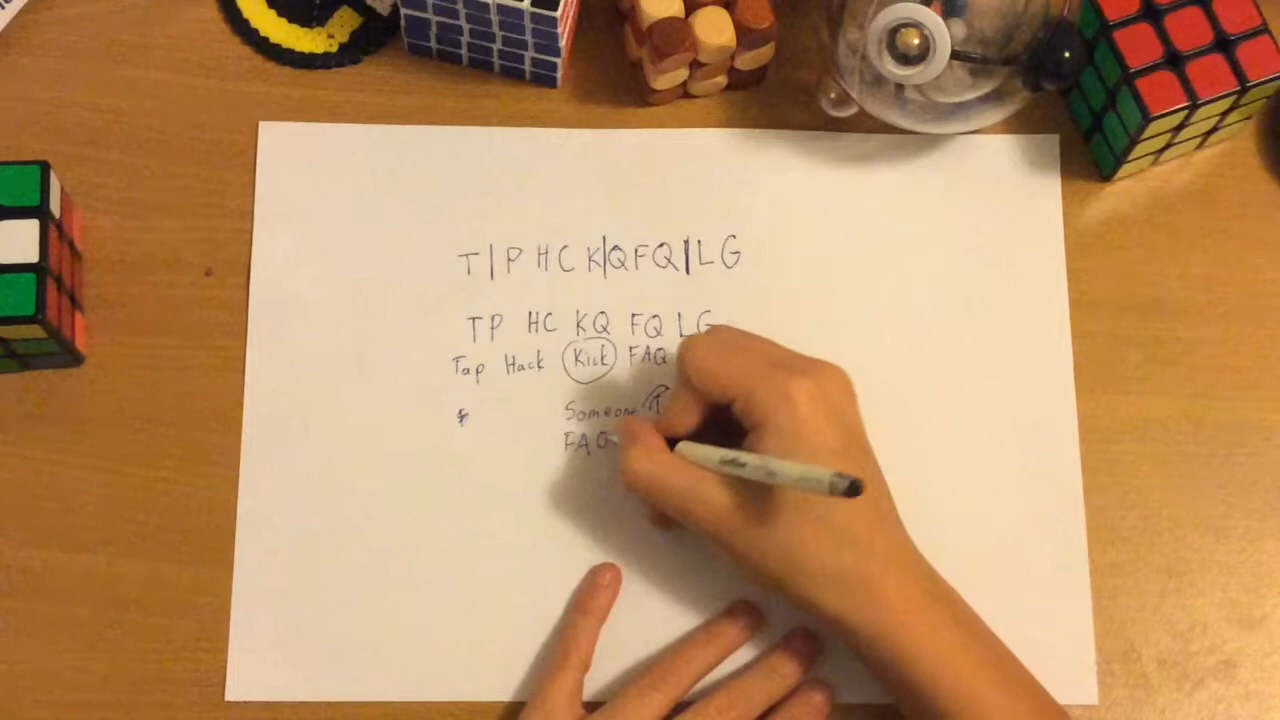 T|PHCK|QFQ|LG
TP HC KQ FQ LG
Tap Hack Kick FAQ
Someone
FAQ